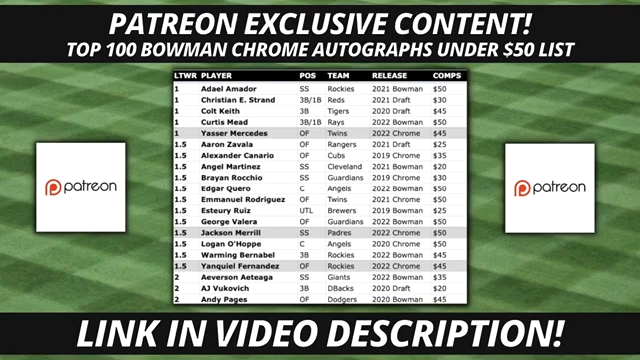 PATREON EXCLUSIVE CONTENT!
TOP 100 BOWMAN CHROME AUTOGRAPHS UNDER $50 LIST
LTWR PLAYER POS TEAM RELEASE COMPS
1 Adael Amador SS Rockies 2021 Bowman $50
1 Christian E. Strand 3B/1B Reds 2021 Draft $30
1 Colt Keith 3B Tigers 2020 Draft $45
1 Curtis Mead 3B/1B Rays 2022 Bowman $50
1 Yasser Mercedes OF Twins 2022 Chrome $45
1.5 Aaron Zavala OF Rangers 2021 Draft $25
1.5 Alexander Canario OF Cubs 2019 Chrome $35
1.5 Angel Martinez SS Cleveland 2021 Bowman $20
1.5 Brayan Rocchio SS Guardians 2019 Chrome $30
1.5 Edgar Quero C Angels 2022 Bowman $50
1.5 Emmanuel Rodriguez OF Twins 2021 Chrome $50
1.5 Esteury Ruiz UTL Brewers 2019 Bowman $25
1.5 George Valera OF Guardians 2022 Bowman $50
1.5 Jackson Merrill SS Padres 2022 Chrome $50
1.5 Logan O'Hoppe C Angels 2020 Chrome $50
1.5 Warming Bernabel 3B Rockies 2022 Bowman $45
1.5 Yanquiel Fernandez OF Rockies 2022 Chrome $45
2 Aeverson Aeteaga SS Giants 2022 Bowman $35
2 AJ Vukovich 3B DBacks 2020 Draft $20
2 Andy Pages OF Dodgers 2020 Bowman $45
patreon
patreon
LINK IN VIDEO DESCRIPTION!